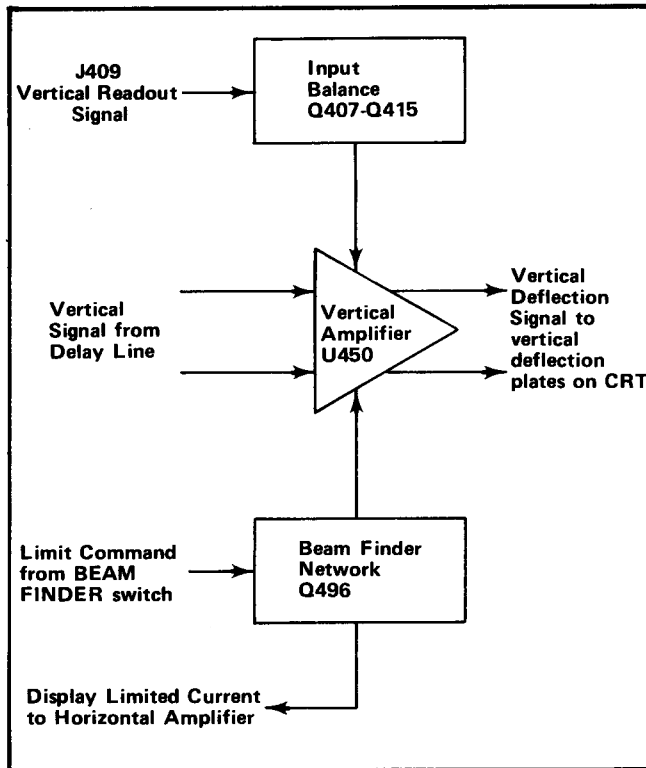 J409
Vertical Readout
Signal
Input
Balance
Q407-Q415
Vertical
Signal from
Delay Line
Vertical
Amplifier
U450
Vertical
Deflection
Signal to
vertical
deflection
plates on CRT
Limit Command
from BEAM
FINDER switch
Beam Finder
Network
Q496
Display Limited Current
to Horizontal Amplifier